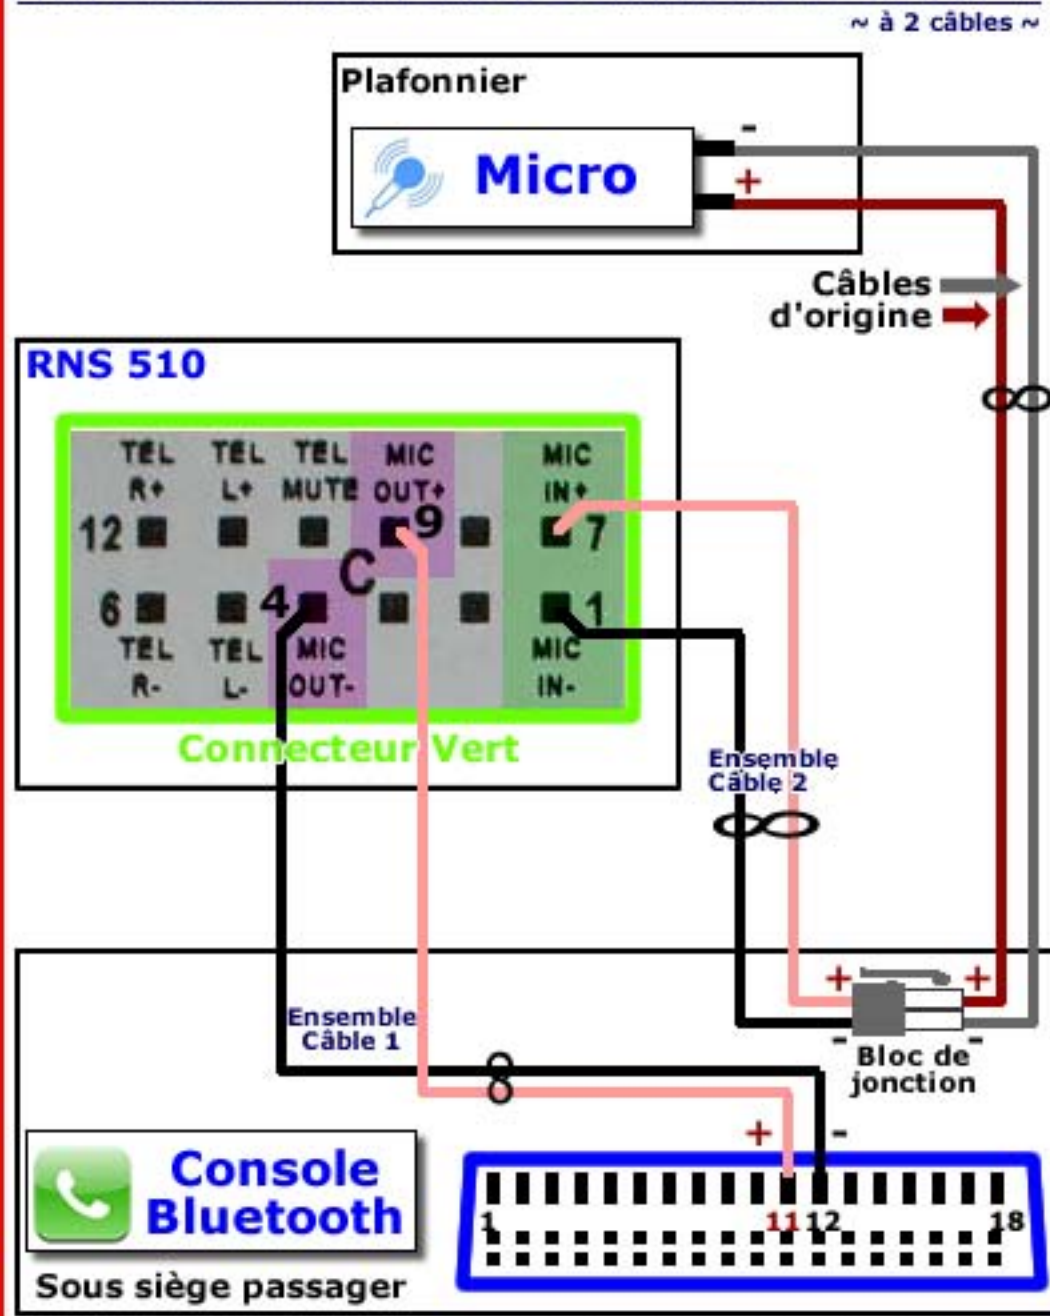 ~ à 2 câbles ~
Plafonnier
Micro
-
+
Câbles
d'origine
RNS 510
TEL TEL TEL MIC MIC
R+ L+ MUTE OUT+ IN+
12 9 7
C
6 4 1
TEL TEL MIC MIC
R- L- OUT- IN-
Connecteur Vert
Ensemble
Câble 2
+ +
- -
Bloc de
jonction
Ensemble
Câble 1
+ -
Console
Bluetooth
1 11 12 18
Sous siège passager